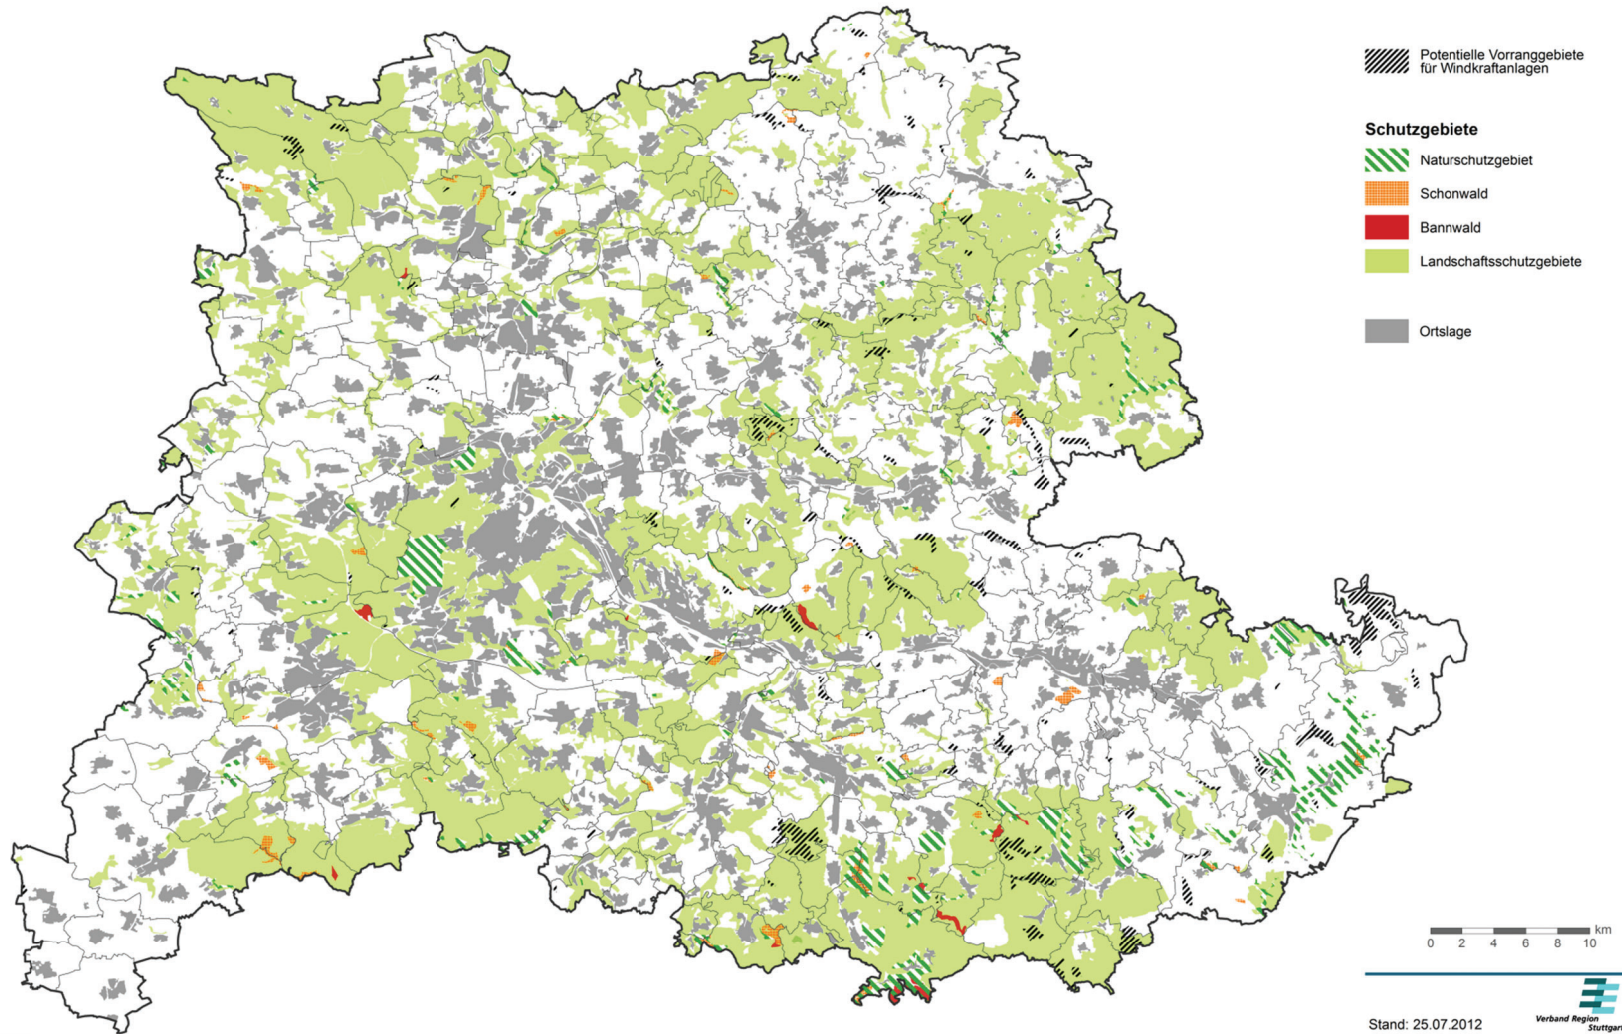 Potentielle Vorranggebiete
für Windkraftanlagen
Schutzgebiete
Naturschutzgebiet
Schonwald
Bannwald
Landschaftsschutzgebiete
Ortslage
km
0 2 4 6 8 10
Stand: 25.07.2012
Verband Region
Stuttgart